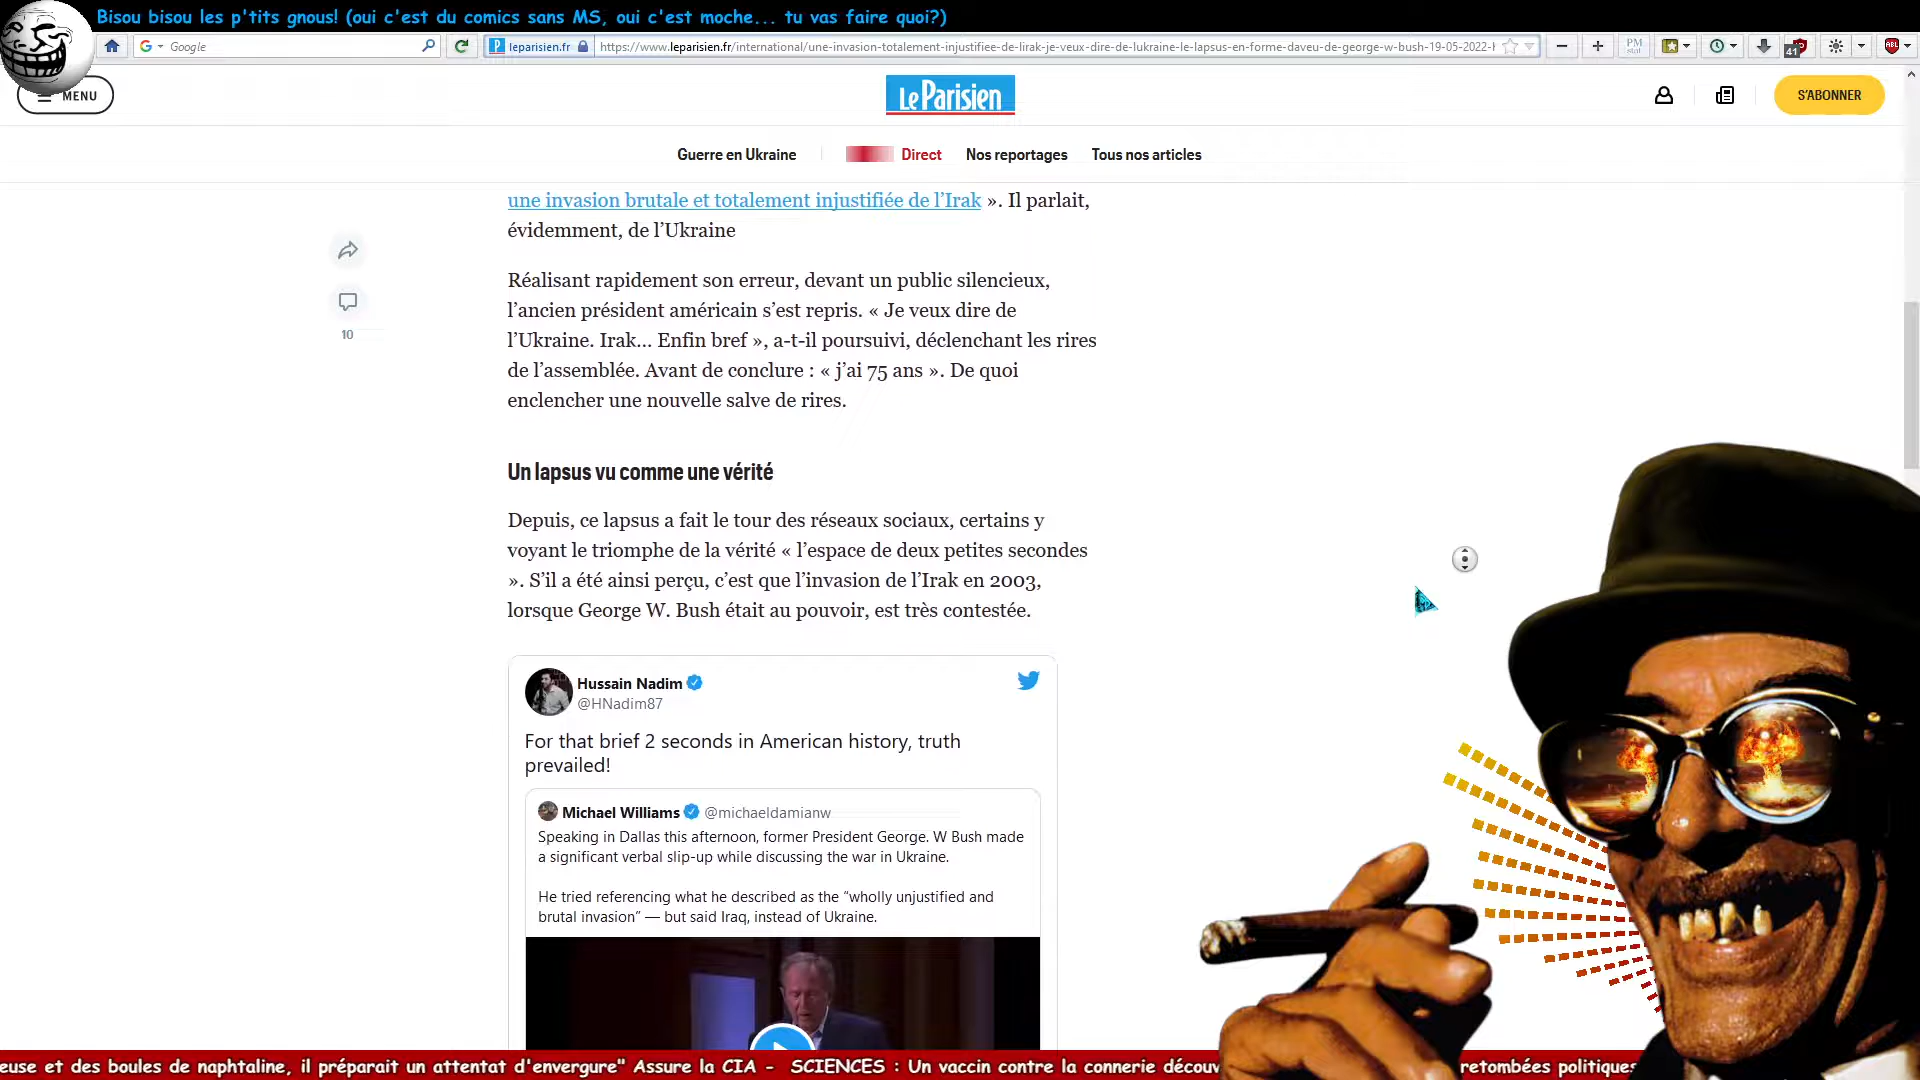 Bisou bisou les p'tits gnous! (oui c'est du comics sans MS, oui c'est moche... tu vas faire quoi?)
Google
leparisien.fr
https://www.leparisien.fr/international/une-invasion-totalement-injustifiee-de-lirak-je-veux-dire-de-lukraine-le-lapsus-en-forme-daveu-de-george-w-bush-19-05-2022-
PM
41
ABL
MENU
Le Parisien
S'ABONNER
Guerre en Ukraine
Direct
Nos reportages
Tous nos articles
une invasion brutale et totalement injustifiée de l’Irak ». Il parlait,
évidemment, de l’Ukraine
Réalisant rapidement son erreur, devant un public silencieux,
l’ancien président américain s’est repris. « Je veux dire de
l’Ukraine. Irak… Enfin bref », a-t-il poursuivi, déclenchant les rires
de l’assemblée. Avant de conclure : « j’ai 75 ans ». De quoi
enclencher une nouvelle salve de rires.
10
Un lapsus vu comme une vérité
Depuis, ce lapsus a fait le tour des réseaux sociaux, certains y
voyant le triomphe de la vérité « l’espace de deux petites secondes
». S’il a été ainsi perçu, c’est que l’invasion de l’Irak en 2003,
lorsque George W. Bush était au pouvoir, est très contestée.
Hussain Nadim
@HNadim87
For that brief 2 seconds in American history, truth
prevailed!
Michael Williams @michaeldamianw
Speaking in Dallas this afternoon, former President George. W Bush made
a significant verbal slip-up while discussing the war in Ukraine.
He tried referencing what he described as the “wholly unjustified and
brutal invasion” — but said Iraq, instead of Ukraine.
euse et des boules de naphtaline, il préparait un attentat d'envergure" Assure la CIA - SCIENCES : Un vaccin contre la connerie découv retombées politiques